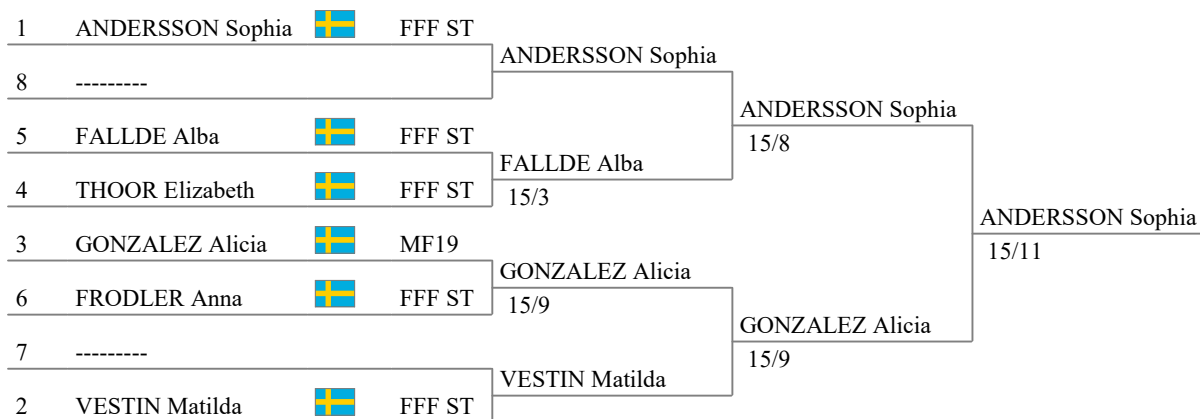 1 ANDERSSON Sophia FFF ST
ANDERSSON Sophia
8 ---------
ANDERSSON Sophia
15/8
5 FALLDE Alba FFF ST
FALLDE Alba
15/3
4 THOOR Elizabeth FFF ST
ANDERSSON Sophia
15/11
3 GONZALEZ Alicia MF19
GONZALEZ Alicia
15/9
6 FRODLER Anna FFF ST
GONZALEZ Alicia
15/9
7 ---------
VESTIN Matilda
2 VESTIN Matilda FFF ST